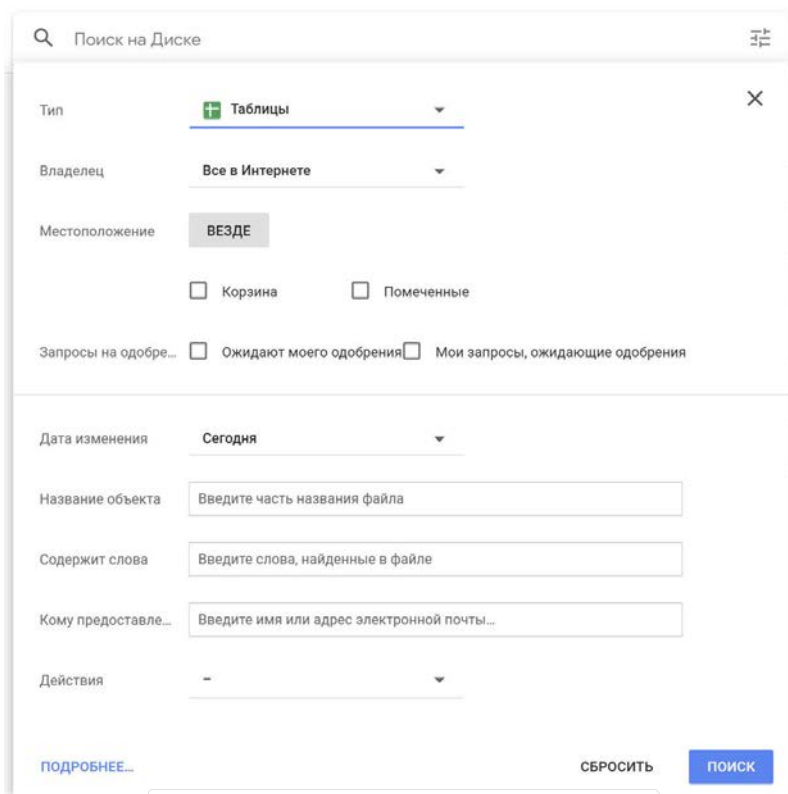 Поиск на Диске
Тип Таблицы
Владелец Все в Интернете
Местоположение ВЕЗДЕ
Корзина Помеченные
Запросы на одобре... Ожидают моего одобрения Мои запросы, ожидающие одобрения
Дата изменения Сегодня
Название объекта Введите часть названия файла
Содержит слова Введите слова, найденные в файле
Кому предоставле... Введите имя или адрес электронной почты...
Действия –
ПОДРОБНЕЕ... СБРОСИТЬ ПОИСК